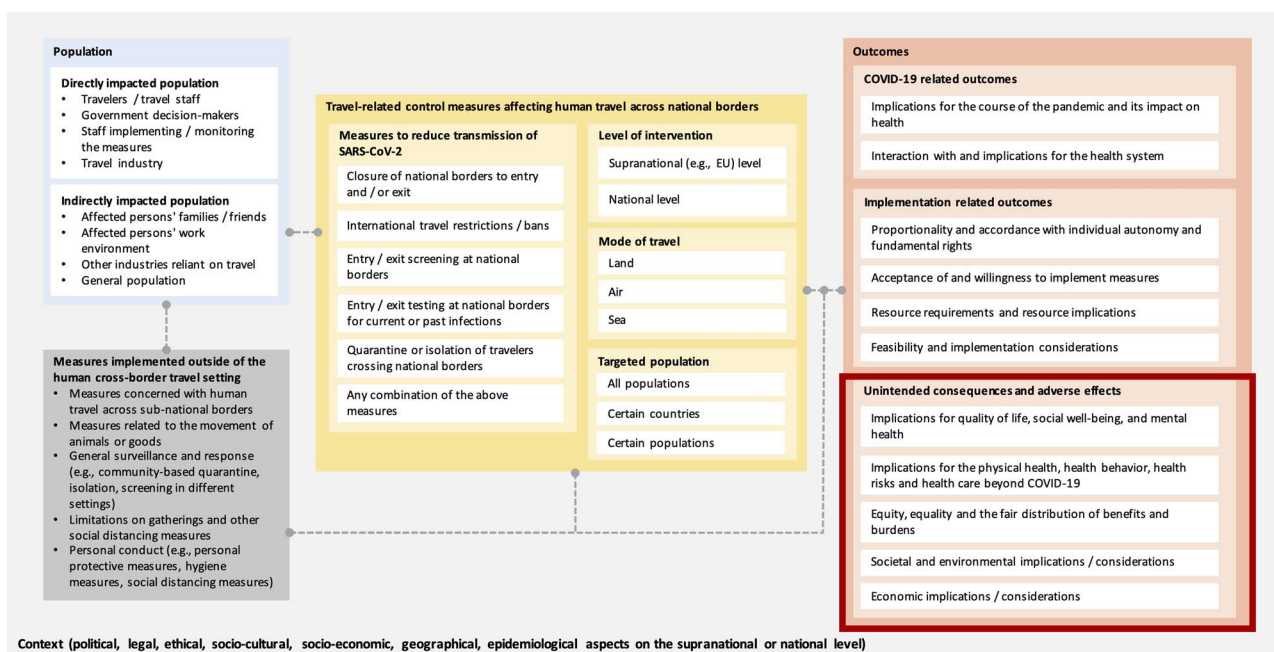 Population
Directly impacted population
• Travelers / travel staff
• Government decision-makers
• Staff implementing / monitoring
the measures
• Travel industry
Indirectly impacted population
• Affected persons' families / friends
• Affected persons' work
environment
• Other industries reliant on travel
• General population
Measures implemented outside of the
human cross-border travel setting
• Measures concerned with human
travel across sub-national borders
• Measures related to the movement of
animals or goods
• General surveillance and response
(e.g., community-based quarantine,
isolation, screening in different
settings)
• Limitations on gatherings and other
social distancing measures
• Personal conduct (e.g., personal
protective measures, hygiene
measures, social distancing measures)
Travel-related control measures affecting human travel across national borders
Measures to reduce transmission of
SARS-CoV-2
Closure of national borders to entry
and / or exit
International travel restrictions / bans
Entry / exit screening at national
borders
Entry / exit testing at national borders
for current or past infections
Quarantine or isolation of travelers
crossing national borders
Any combination of the above
measures
Level of intervention
Supranational (e.g., EU) level
National level
Mode of travel
Land
Air
Sea
Targeted population
All populations
Certain countries
Certain populations
Outcomes
COVID-19 related outcomes
Implications for the course of the pandemic and its impact on
health
Interaction with and implications for the health system
Implementation related outcomes
Proportionality and accordance with individual autonomy and
fundamental rights
Acceptance of and willingness to implement measures
Resource requirements and resource implications
Feasibility and implementation considerations
Unintended consequences and adverse effects
Implications for quality of life, social well-being, and mental
health
Implications for the physical health, health behavior, health
risks and health care beyond COVID-19
Equity, equality and the fair distribution of benefits and
burdens
Societal and environmental implications / considerations
Economic implications / considerations
Context (political, legal, ethical, socio-cultural, socio-economic, geographical, epidemiological aspects on the supranational or national level)